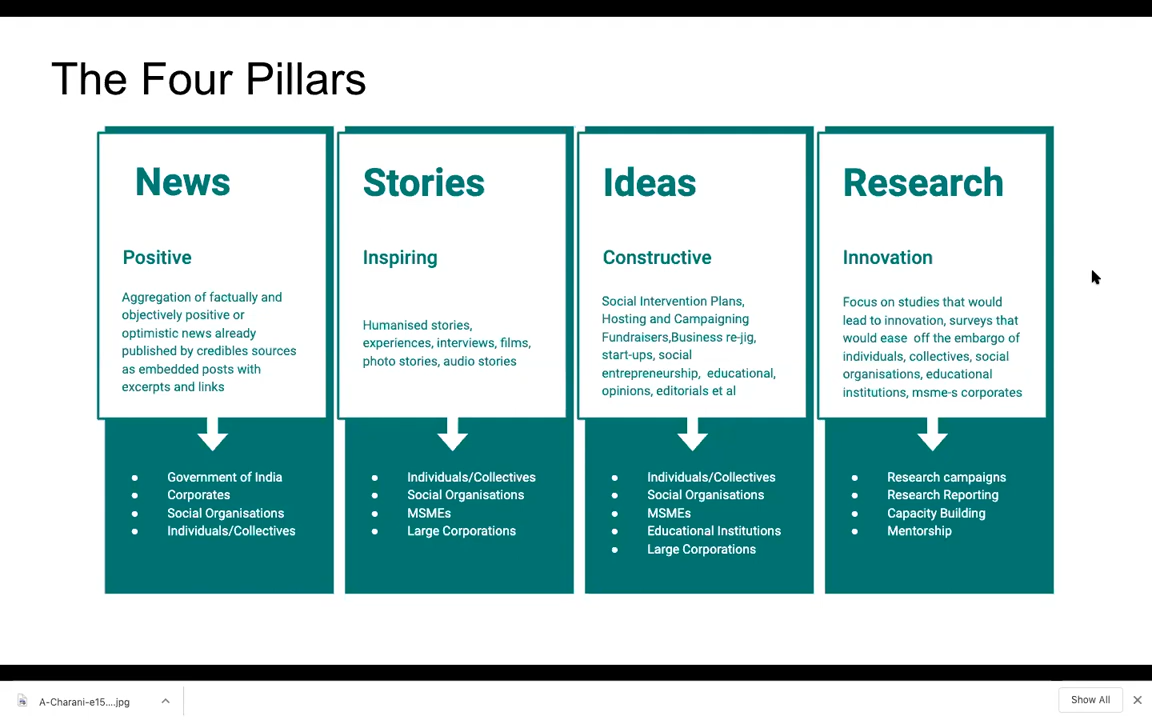 The Four Pillars
News
Positive
Aggregation of factually and
objectively positive or
optimistic news already
published by credibles sources
as embedded posts with
excerpts and links
Government of India
Corporates
Social Organisations
Individuals/Collectives
Stories
Inspiring
Humanised stories,
experiences, interviews, films,
photo stories, audio stories
Individuals/Collectives
Social Organisations
MSMEs
Large Corporations
Ideas
Constructive
Social Intervention Plans,
Hosting and Campaigning
Fundraisers,Business re-jig,
start-ups, social
entrepreneurship, educational,
opinions, editorials et al
Individuals/Collectives
Social Organisations
MSMEs
Educational Institutions
Large Corporations
Research
Innovation
Focus on studies that would
lead to innovation, surveys that
would ease off the embargo of
individuals, collectives, social
organisations, educational
institutions, msme-s corporates
Research campaigns
Research Reporting
Capacity Building
Mentorship
A-Charani-e15....jpg
Show All